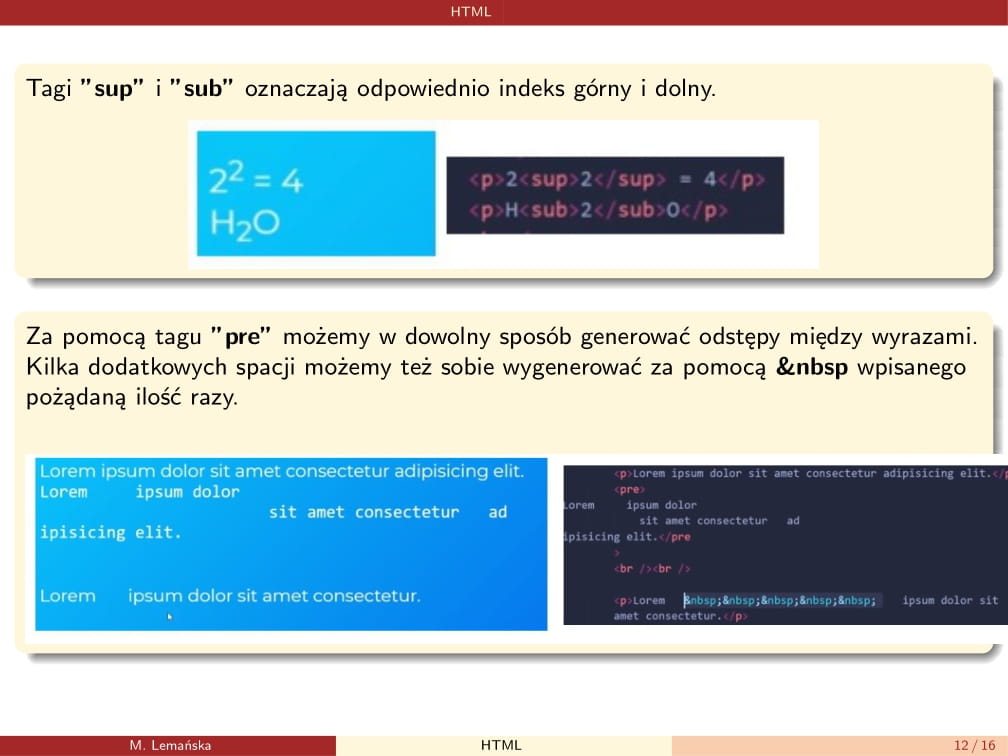 HTML
Tagi "sup" i "sub" oznaczają odpowiednio indeks górny i dolny.
2² = 4
H₂O
<p>2<sup>2</sup> = 4</p>
<p>H<sub>2</sub>O</p>
Za pomocą tagu "pre" możemy w dowolny sposób generować odstępy między wyrazami.
Kilka dodatkowych spacji możemy też sobie wygenerować za pomocą &nbsp wpisanego
pożądaną ilość razy.
Lorem ipsum dolor sit amet consectetur adipisicing elit.
Lorem     ipsum dolor
                        sit amet consectetur   ad
ipisicing elit.
Lorem      ipsum dolor sit amet consectetur.
<p>Lorem ipsum dolor sit amet consectetur adipisicing elit.</p
<pre>
Lorem     ipsum dolor
            sit amet consectetur   ad
ipisicing elit.</pre
>
<br /><br />
<p>Lorem   &nbsp;&nbsp;&nbsp;&nbsp;&nbsp;    ipsum dolor sit
amet consectetur.</p>
M. Lemańska
HTML
12 / 16